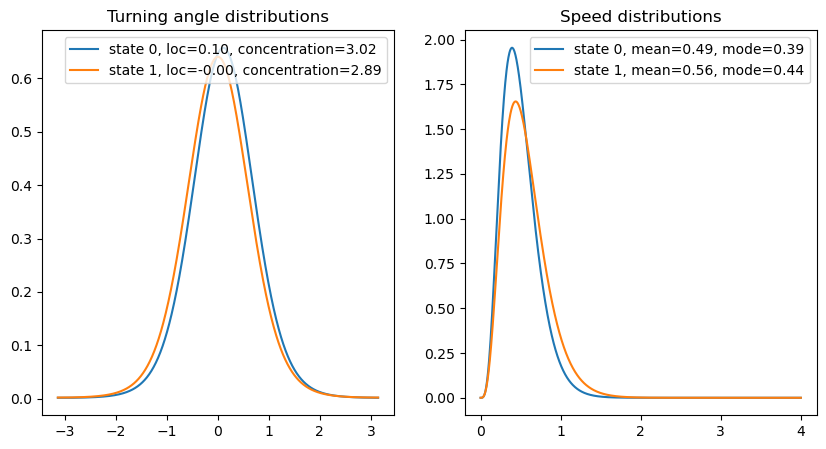 Turning angle distributions
state 0, loc=0.10, concentration=3.02
state 1, loc=-0.00, concentration=2.89
0.6
0.5
0.4
0.3
0.2
0.1
0.0
−3 −2 −1 0 1 2 3
Speed distributions
state 0, mean=0.49, mode=0.39
state 1, mean=0.56, mode=0.44
2.00
1.75
1.50
1.25
1.00
0.75
0.50
0.25
0.00
0 1 2 3 4